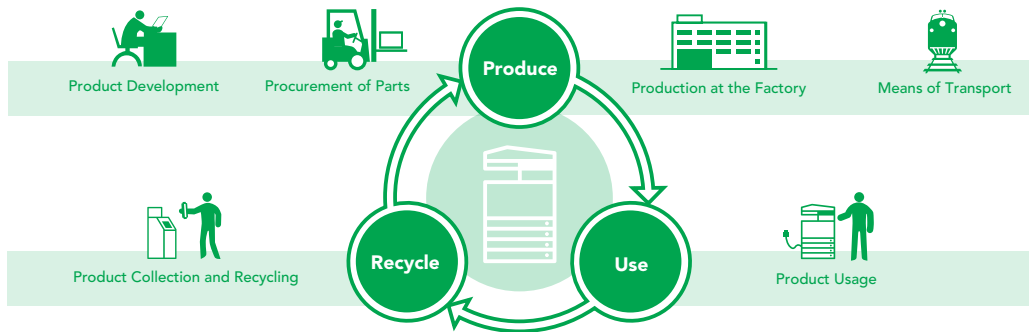 Produce
Product Development
Procurement of Parts
Production at the Factory
Means of Transport
Recycle
Use
Product Collection and Recycling
Product Usage